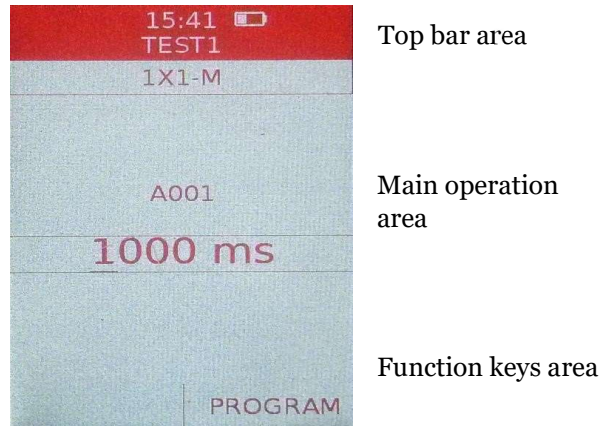 15:41
TEST1
1X1-M
A001
1000 ms
PROGRAM
Top bar area
Main operation
area
Function keys area